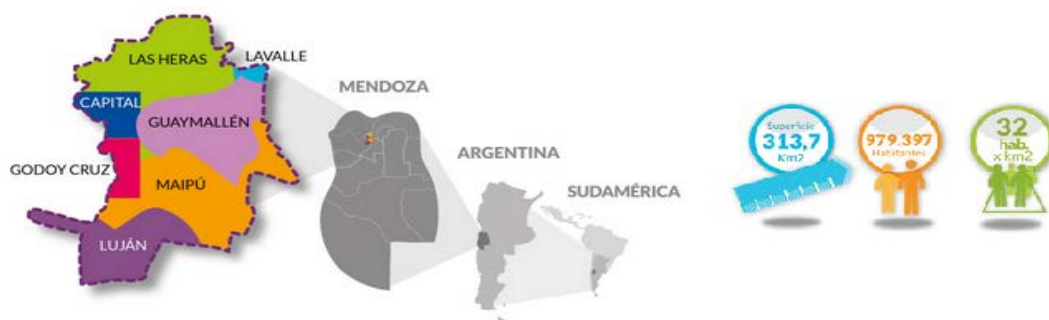 LAS HERAS
LAVALLE
CAPITAL
GUAYMALLÉN
GODOY CRUZ
MAIPÚ
LUJÁN
MENDOZA
ARGENTINA
SUDAMÉRICA
Superficie
313,7
Km2
979.397
Habitantes
32
hab.
x km2